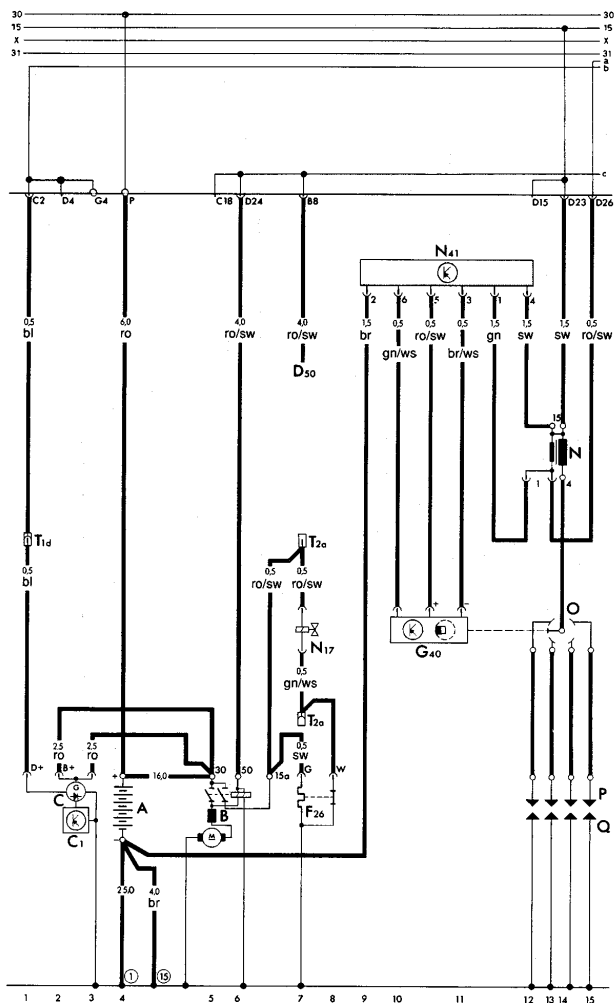 30 30
15 15
X X
31 31
a
b
c
C2 D4 G4 P C18 D24 B8 D15 D23 D26
N41
2 6 5 3 1 4
0,5 6,0 4,0 4,0 1,5 0,5 0,5 0,5 1,5 1,5 1,5 0,5
bl ro ro/sw ro/sw br gn/ws ro/sw br/ws gn sw sw ro/sw
D50
15
N
1 4
T1d T2a
0,5 0,5 0,5
bl ro/sw ro/sw
+ -
O
N17
G40
0,5
gn/ws
T2a
2,5 2,5 0,5
ro ro sw
D+ B+ + 16,0 30 50 15a G W
G
C A B F26
P
C1 M Q
-
25,0 4,0
br
1 15
1 2 3 4 5 6 7 8 9 10 11 12 13 14 15